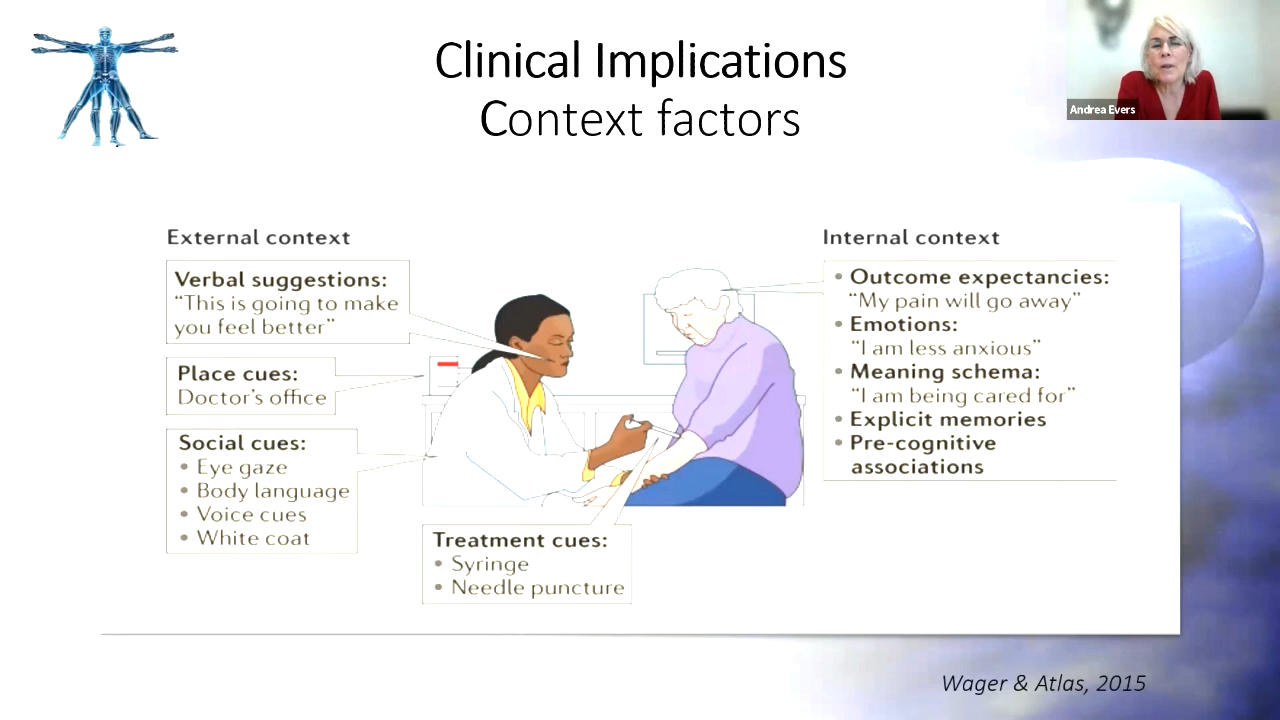 Clinical Implications
Context factors
Andrea Evers
External context
Verbal suggestions:
“This is going to make
you feel better”
Place cues:
Doctor’s office
Social cues:
• Eye gaze
• Body language
• Voice cues
• White coat
Treatment cues:
• Syringe
• Needle puncture
Internal context
• Outcome expectancies:
“My pain will go away”
• Emotions:
“I am less anxious”
• Meaning schema:
“I am being cared for”
• Explicit memories
• Pre-cognitive
associations
Wager & Atlas, 2015